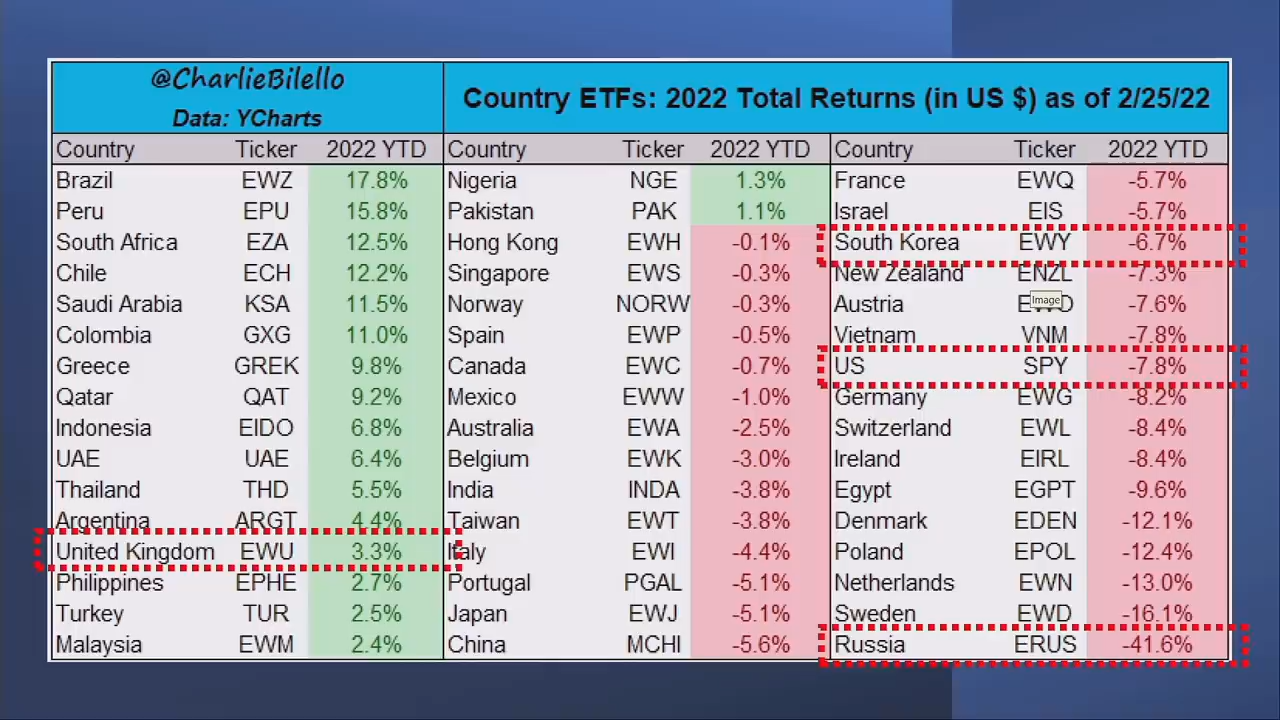 @CharlieBilello
Data: YCharts
Country ETFs: 2022 Total Returns (in US $) as of 2/25/22
Country Ticker 2022 YTD Country Ticker 2022 YTD Country Ticker 2022 YTD
Brazil EWZ 17.8% Nigeria NGE 1.3% France EWQ -5.7%
Peru EPU 15.8% Pakistan PAK 1.1% Israel EIS -5.7%
South Africa EZA 12.5% Hong Kong EWH -0.1% South Korea EWY -6.7%
Chile ECH 12.2% Singapore EWS -0.3% New Zealand ENZL -7.3%
Saudi Arabia KSA 11.5% Norway NORW -0.3% Austria Image -7.6%
Colombia GXG 11.0% Spain EWP -0.5% Vietnam VNM -7.8%
Greece GREK 9.8% Canada EWC -0.7% US SPY -7.8%
Qatar QAT 9.2% Mexico EWW -1.0% Germany EWG -8.2%
Indonesia EIDO 6.8% Australia EWA -2.5% Switzerland EWL -8.4%
UAE UAE 6.4% Belgium EWK -3.0% Ireland EIRL -8.4%
Thailand THD 5.5% India INDA -3.8% Egypt EGPT -9.6%
Argentina ARGT 4.4% Taiwan EWT -3.8% Denmark EDEN -12.1%
United Kingdom EWU 3.3% Italy EWI -4.4% Poland EPOL -12.4%
Philippines EPHE 2.7% Portugal PGAL -5.1% Netherlands EWN -13.0%
Turkey TUR 2.5% Japan EWJ -5.1% Sweden EWD -16.1%
Malaysia EWM 2.4% China MCHI -5.6% Russia ERUS -41.6%